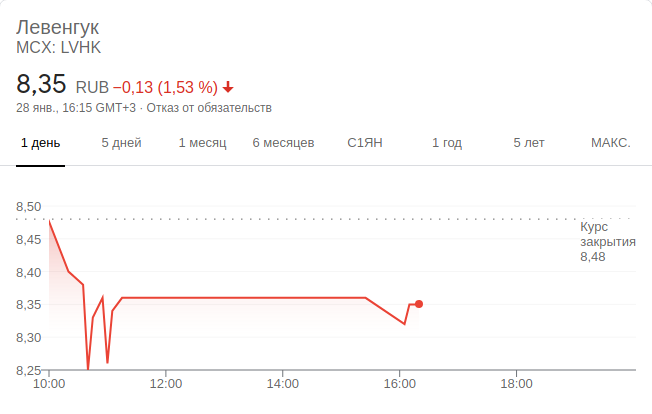 Левенгук
MCX: LVHK
8,35 RUB −0,13 (1,53 %)
28 янв., 16:15 GMT+3 · Отказ от обязательств
1 день 5 дней 1 месяц 6 месяцев С1ЯН 1 год 5 лет МАКС.
8,50
Курс
8,45
закрытия
8,48
8,40
8,35
8,30
8,25
10:00 12:00 14:00 16:00 18:00